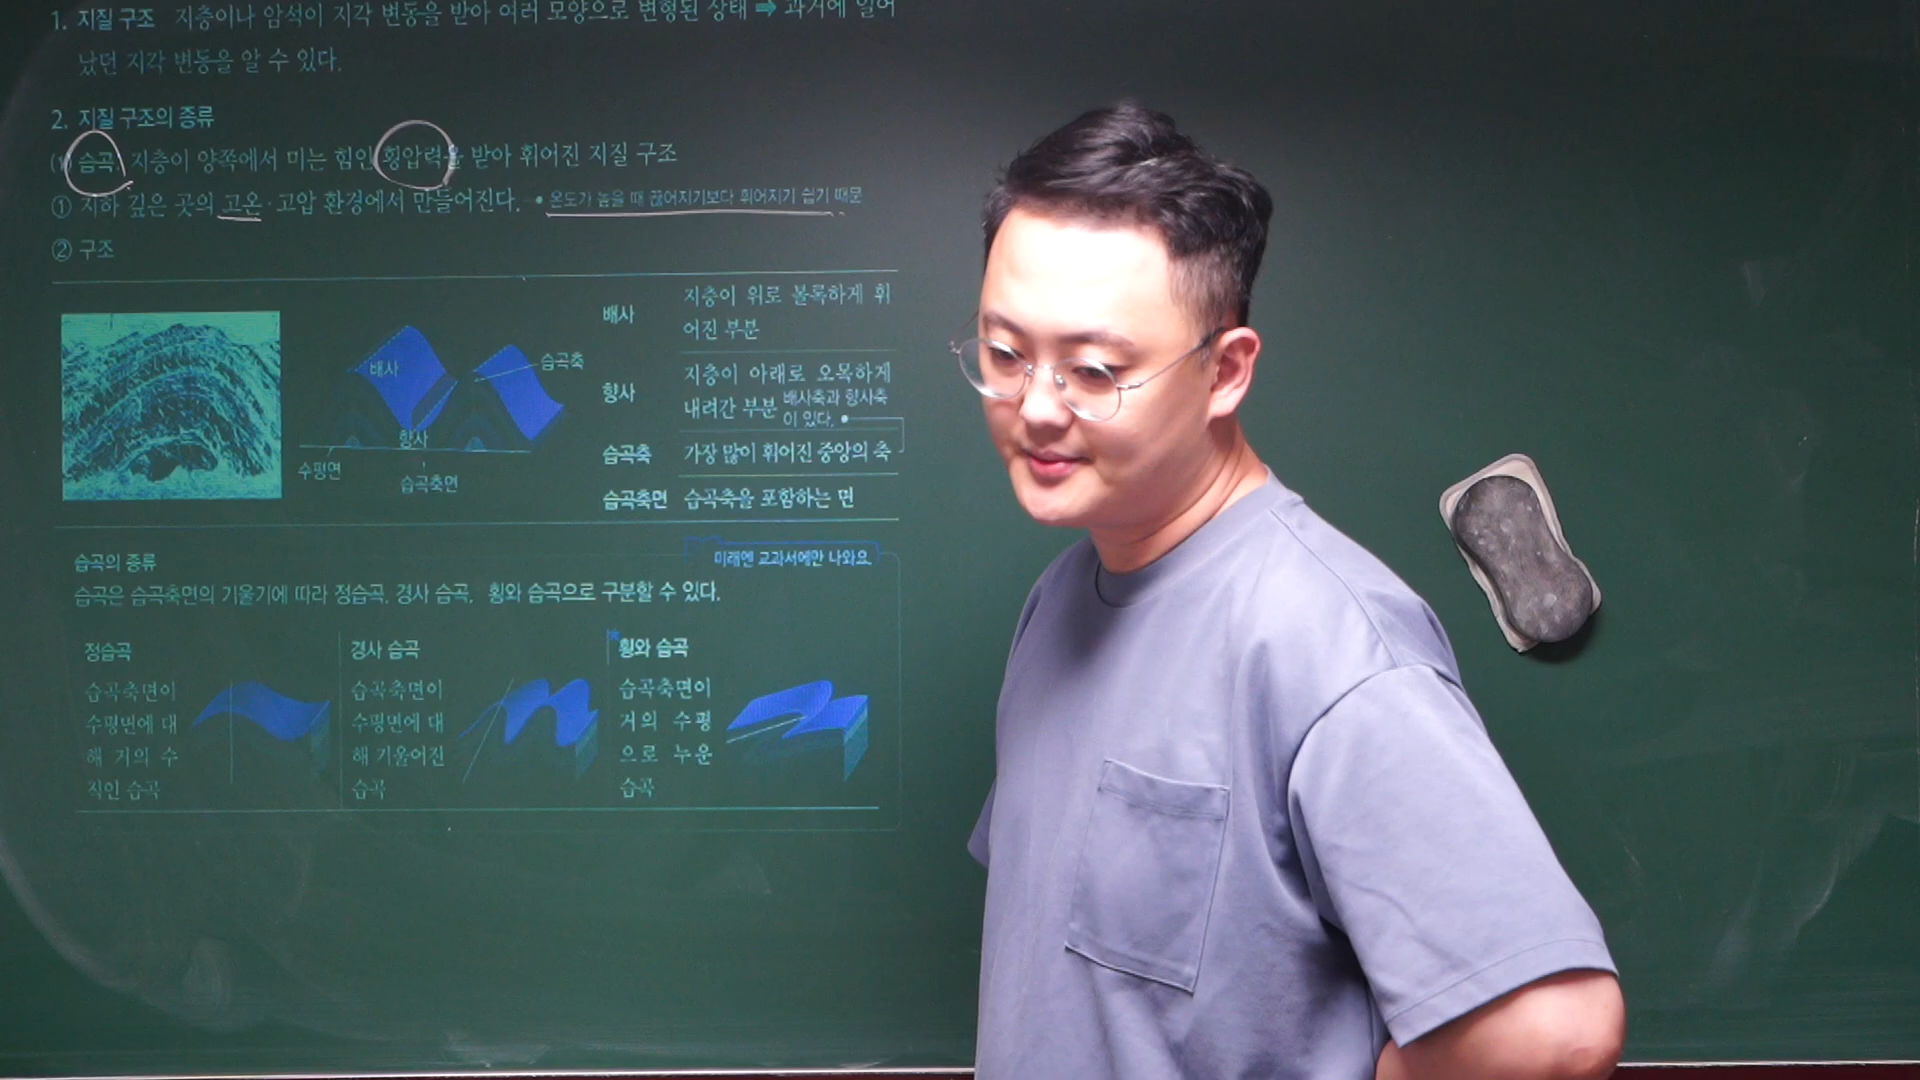 1. 지질 구조 지층이나 암석이 지각 변동을 받아 여러 모양으로 변형된 상태 ➡ 과거에 일어
났던 지각 변동을 알 수 있다.
2. 지질 구조의 종류
(1) 습곡: 지층이 양쪽에서 미는 힘인 횡압력을 받아 휘어진 지질 구조
① 지하 깊은 곳의 고온·고압 환경에서 만들어진다. • 온도가 높을 때 끊어지기보다 휘어지기 쉽기 때문
② 구조
배사
습곡축
향사
수평면
습곡축면
배사 지층이 위로 볼록하게 휘
어진 부분
향사 지층이 아래로 오목하게
내려간 부분
배사축과 향사축
이 있다.
습곡축 가장 많이 휘어진 중앙의 축
습곡축면 습곡축을 포함하는 면
습곡의 종류
미래엔 교과서에만 나와요.
습곡은 습곡축면의 기울기에 따라 정습곡, 경사 습곡, 횡와 습곡으로 구분할 수 있다.
정습곡
습곡축면이
수평면에 대
해 거의 수
직인 습곡
경사 습곡
습곡축면이
수평면에 대
해 기울어진
습곡
*횡와 습곡
습곡축면이
거의 수평
으로 누운
습곡